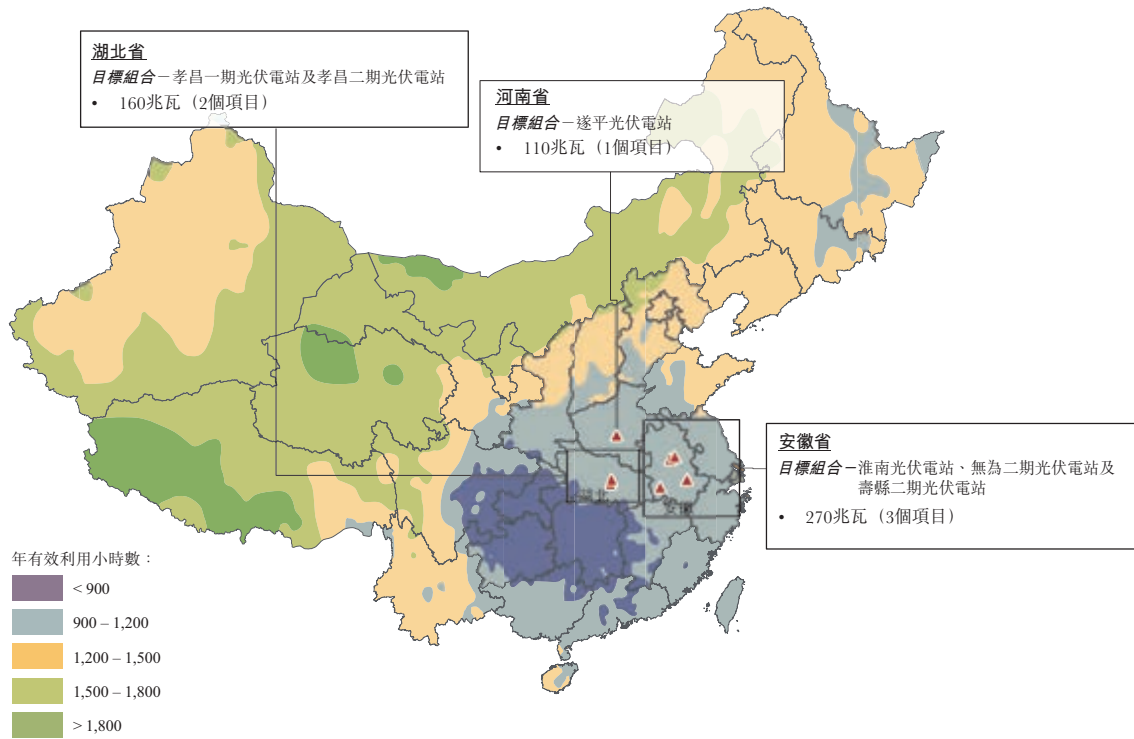 湖北省
目標組合－孝昌一期光伏電站及孝昌二期光伏電站
• 160兆瓦（2個項目）
河南省
目標組合－遂平光伏電站
• 110兆瓦（1個項目）
安徽省
目標組合－淮南光伏電站、無為二期光伏電站及
壽縣二期光伏電站
• 270兆瓦（3個項目）
年有效利用小時數：
< 900
900 – 1,200
1,200 – 1,500
1,500 – 1,800
> 1,800